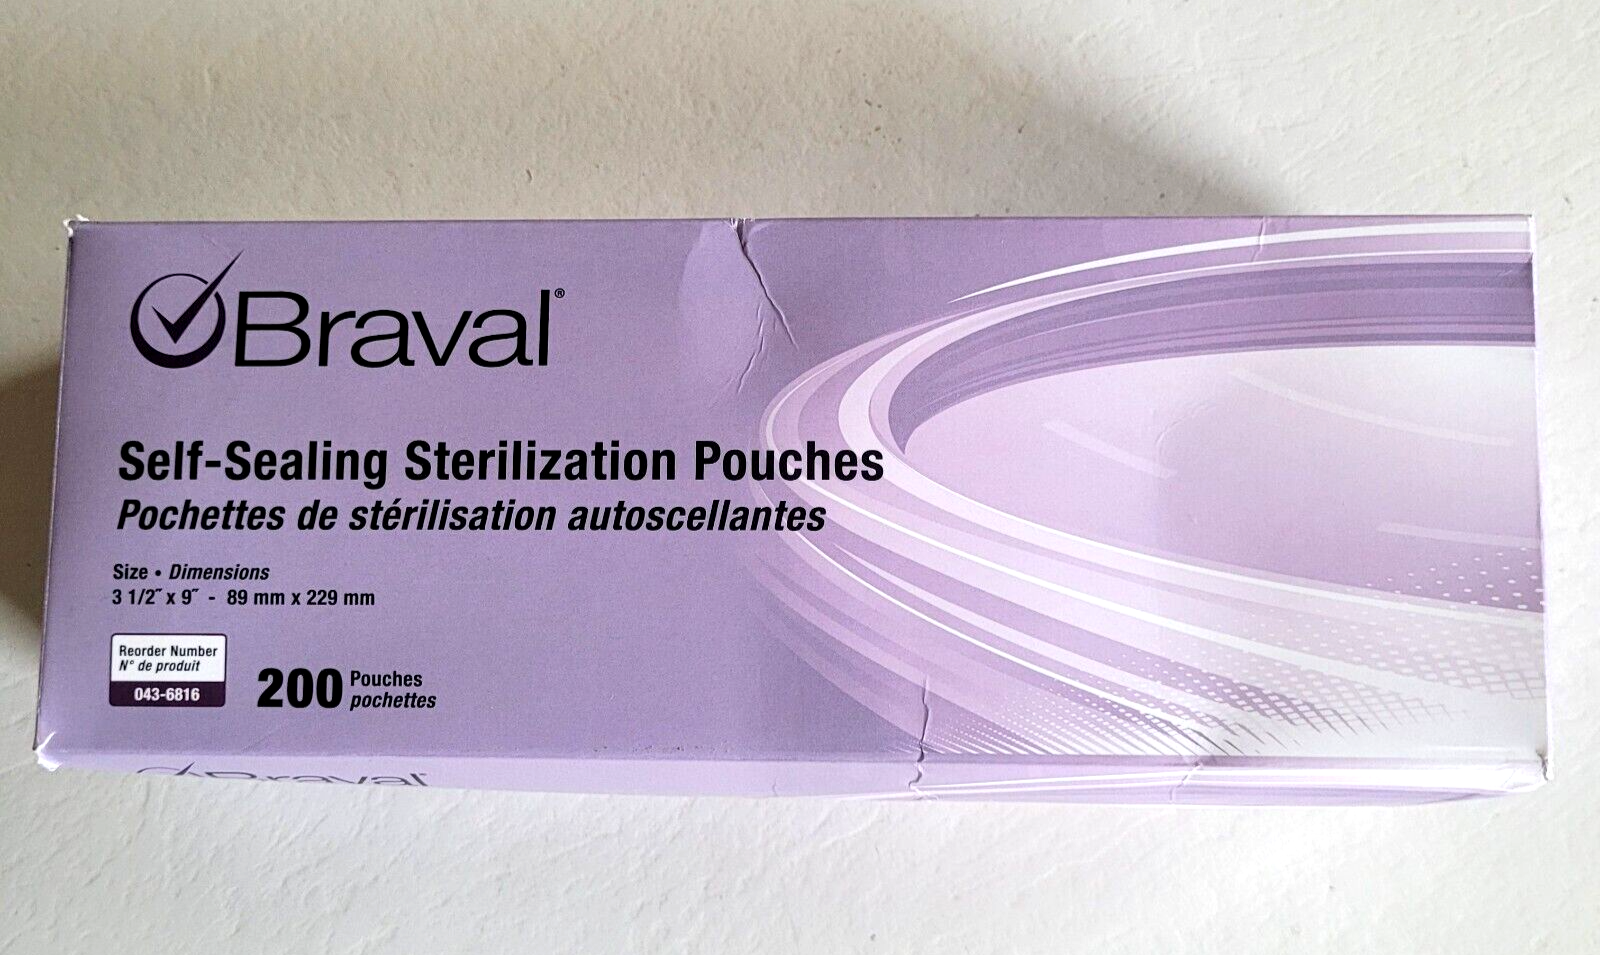 Braval®
Self-Sealing Sterilization Pouches
Pochettes de stérilisation autoscellantes
Size • Dimensions
3 1/2˝ x 9˝ - 89 mm x 229 mm
Reorder Number
N° de produit
043-6816
200 Pouches
pochettes
Braval